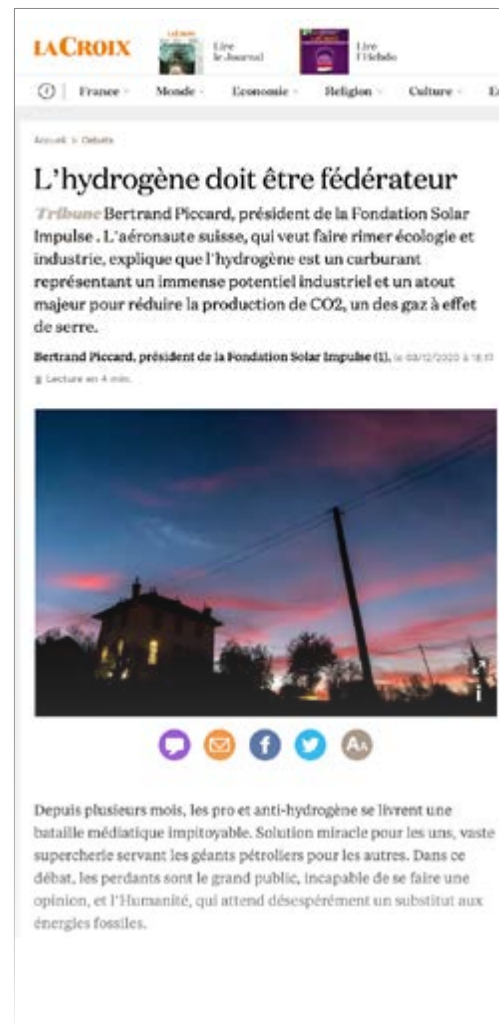 LA CROIX
Lire
le Journal
Lire
l'Hebdo
France
Monde
Economie
Religion
Culture
Accueil > Débats
L'hydrogène doit être fédérateur
Tribune Bertrand Piccard, président de la Fondation Solar
Impulse . L'aéronaute suisse, qui veut faire rimer écologie et
industrie, explique que l'hydrogène est un carburant
représentant un immense potentiel industriel et un atout
majeur pour réduire la production de CO2, un des gaz à effet
de serre.
Bertrand Piccard, président de la Fondation Solar Impulse (1),
Lecture en 4 min.
AA
Depuis plusieurs mois, les pro et anti-hydrogène se livrent une
bataille médiatique impitoyable. Solution miracle pour les uns, vaste
supercherie servant les géants pétroliers pour les autres. Dans ce
débat, les perdants sont le grand public, incapable de se faire une
opinion, et l'Humanité, qui attend désespérément un substitut aux
énergies fossiles.